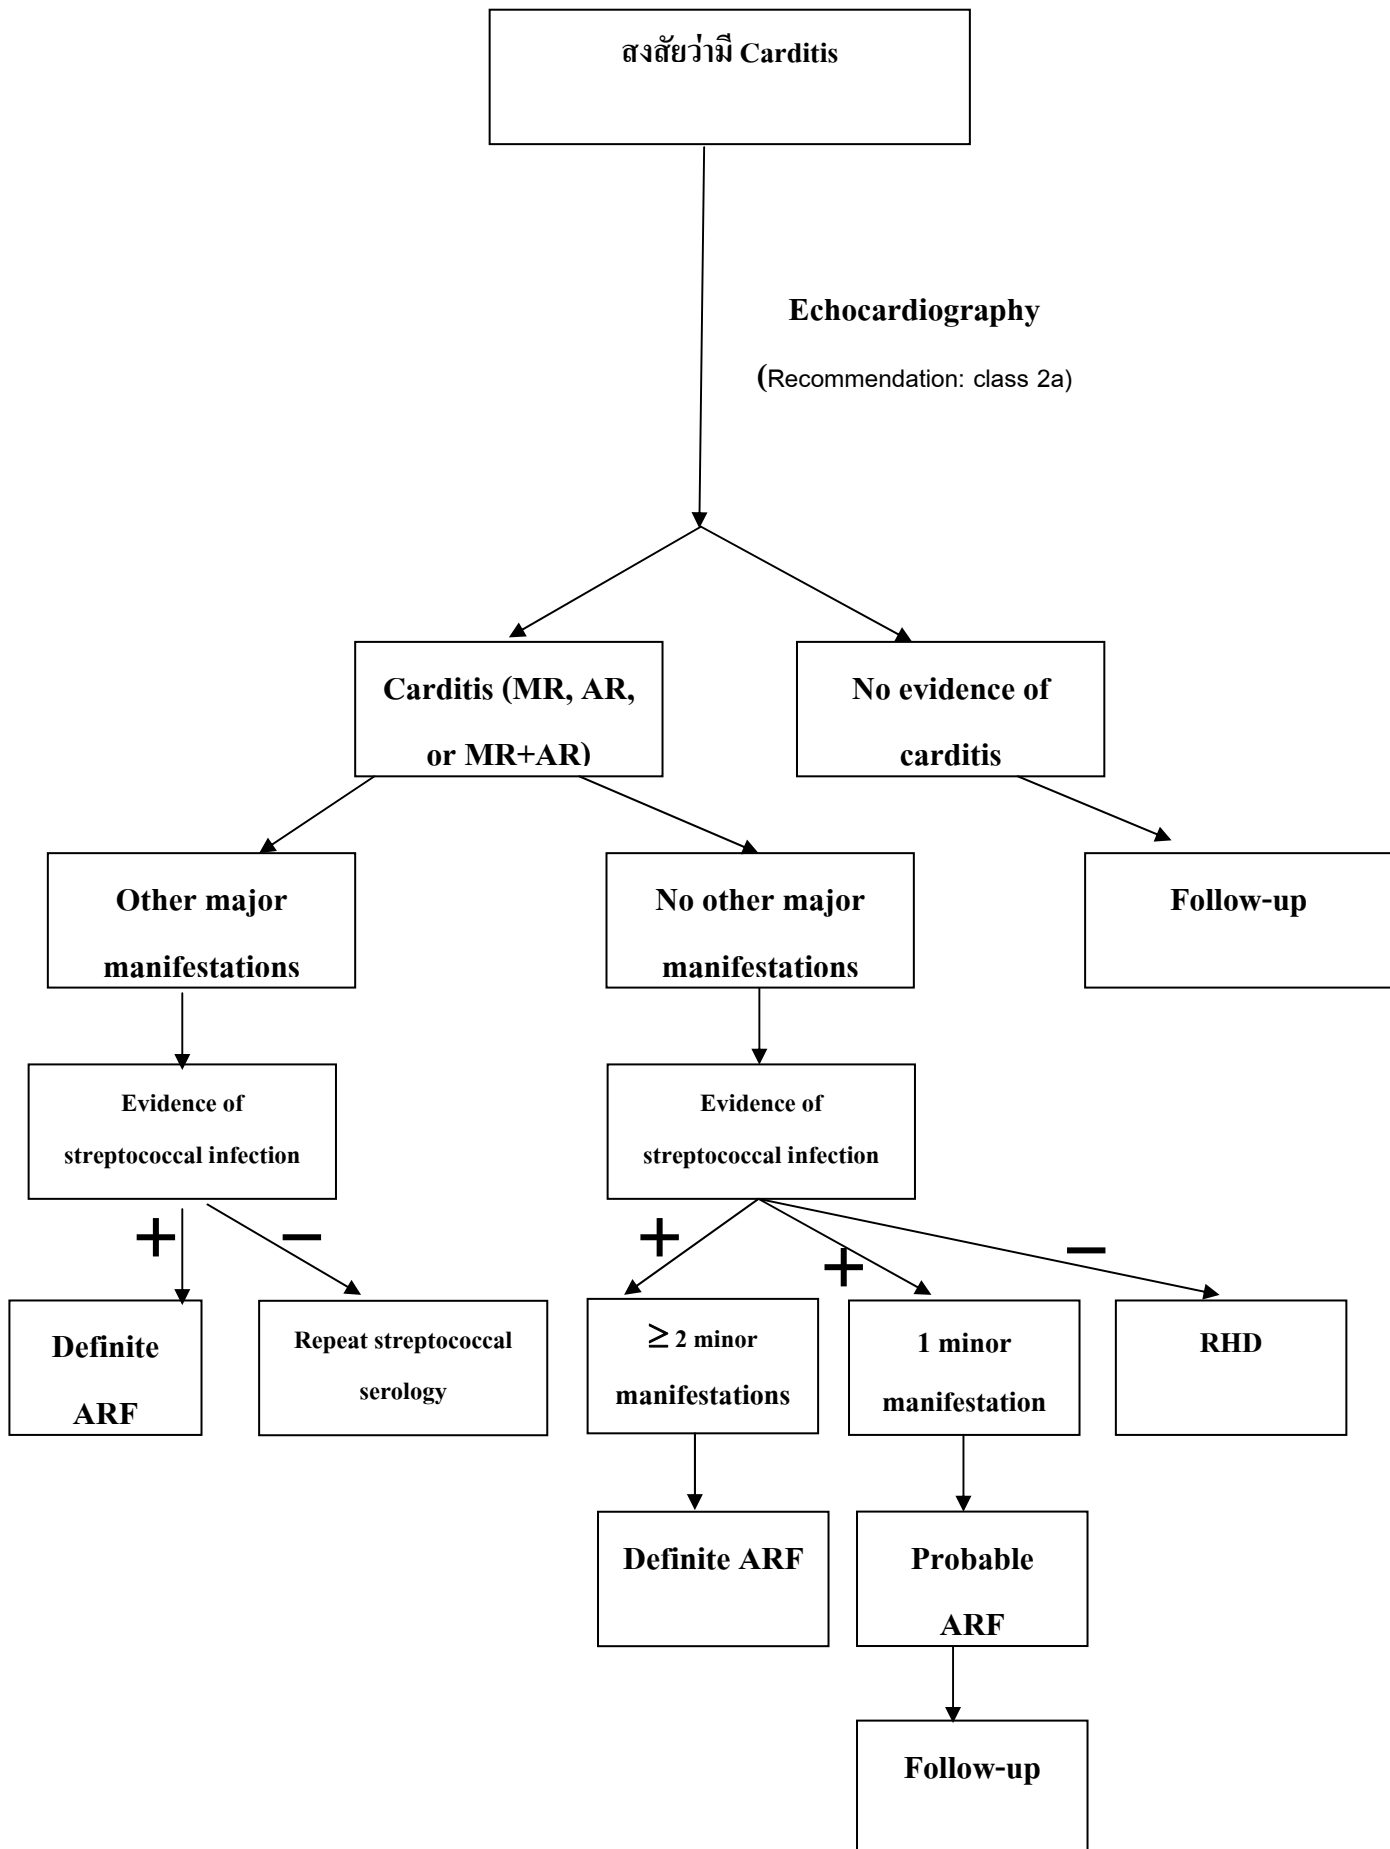 สงสัยว่ามี Carditis
Echocardiography
(Recommendation: class 2a)
Carditis (MR, AR,
or MR+AR)
No evidence of
carditis
Other major
manifestations
No other major
manifestations
Follow-up
Evidence of
streptococcal infection
Evidence of
streptococcal infection
+
−
+
+
−
Definite
ARF
Repeat streptococcal
serology
≥ 2 minor
manifestations
1 minor
manifestation
RHD
Definite ARF
Probable
ARF
Follow-up